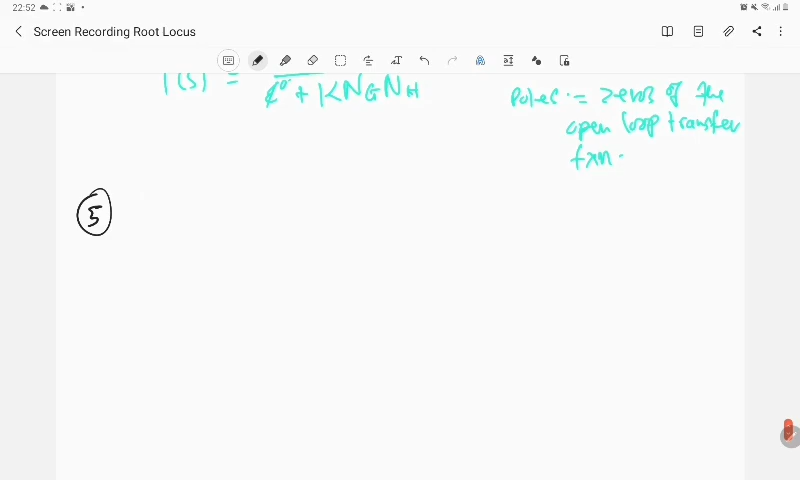 22:52
Screen Recording Root Locus
T(s) =
+ KNGNH
Poles = zeros of the
open loop transfer
fxn.
5